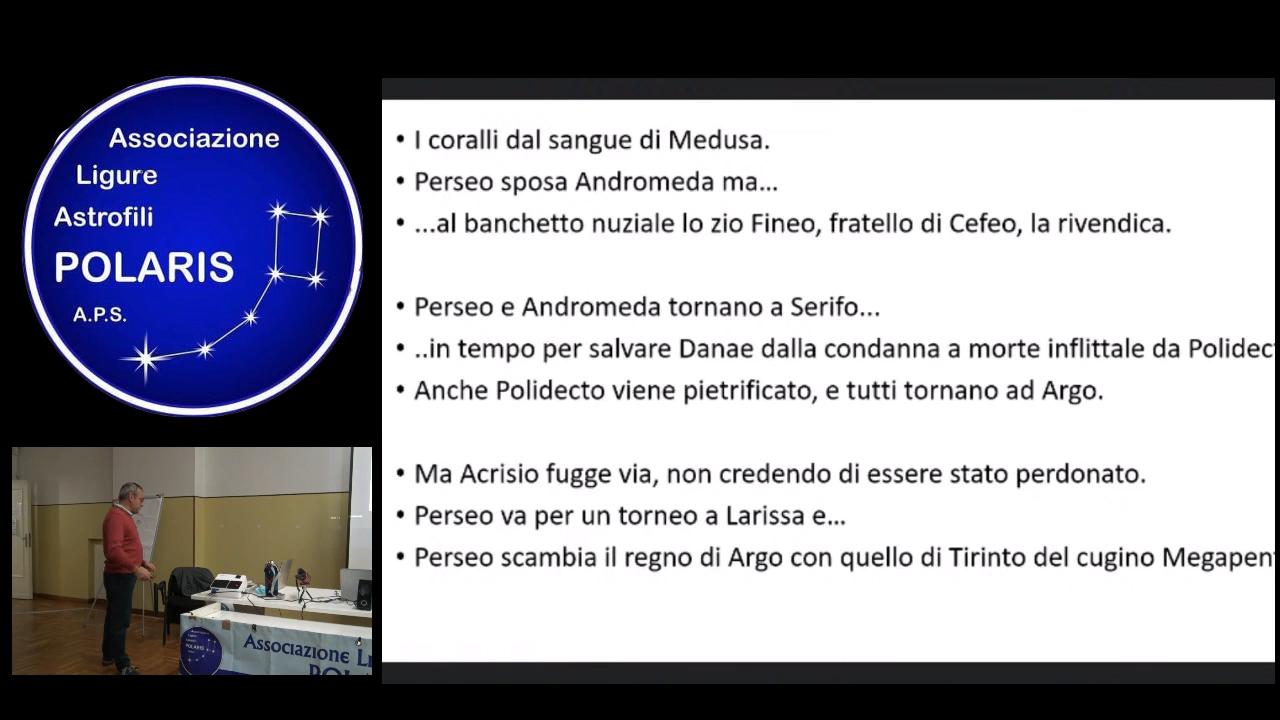 Associazione
Ligure
Astrofili
POLARIS
A.P.S.
• I coralli dal sangue di Medusa.
• Perseo sposa Andromeda ma...
• ...al banchetto nuziale lo zio Fineo, fratello di Cefeo, la rivendica.
• Perseo e Andromeda tornano a Serifo...
• ..in tempo per salvare Danae dalla condanna a morte inflittale da Polidec
• Anche Polidecto viene pietrificato, e tutti tornano ad Argo.
• Ma Acrisio fugge via, non credendo di essere stato perdonato.
• Perseo va per un torneo a Larissa e...
• Perseo scambia il regno di Argo con quello di Tirinto del cugino Megapen
Associazione Li
POL